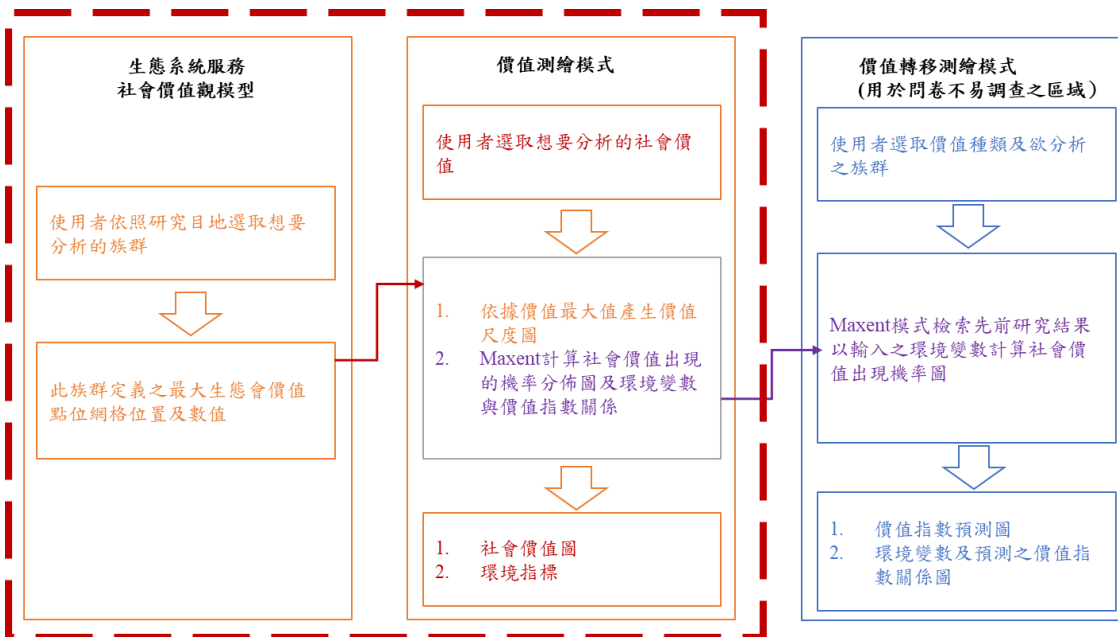 生態系統服務
社會價值觀模型
使用者依照研究目地選取想要
分析的族群
此族群定義之最大生態會價值
點位網格位置及數值
價值測繪模式
使用者選取想要分析的社會價
值
1. 依據價值最大值產生價值
尺度圖
2. Maxent計算社會價值出現
的機率分佈圖及環境變數
與價值指數關係
1. 社會價值圖
2. 環境指標
價值轉移測繪模式
(用於問卷不易調查之區域)
使用者選取價值種類及欲分析
之族群
Maxent模式檢索先前研究結果
以輸入之環境變數計算社會價
值出現機率圖
1. 價值指數預測圖
2. 環境變數及預測之價值指
數關係圖